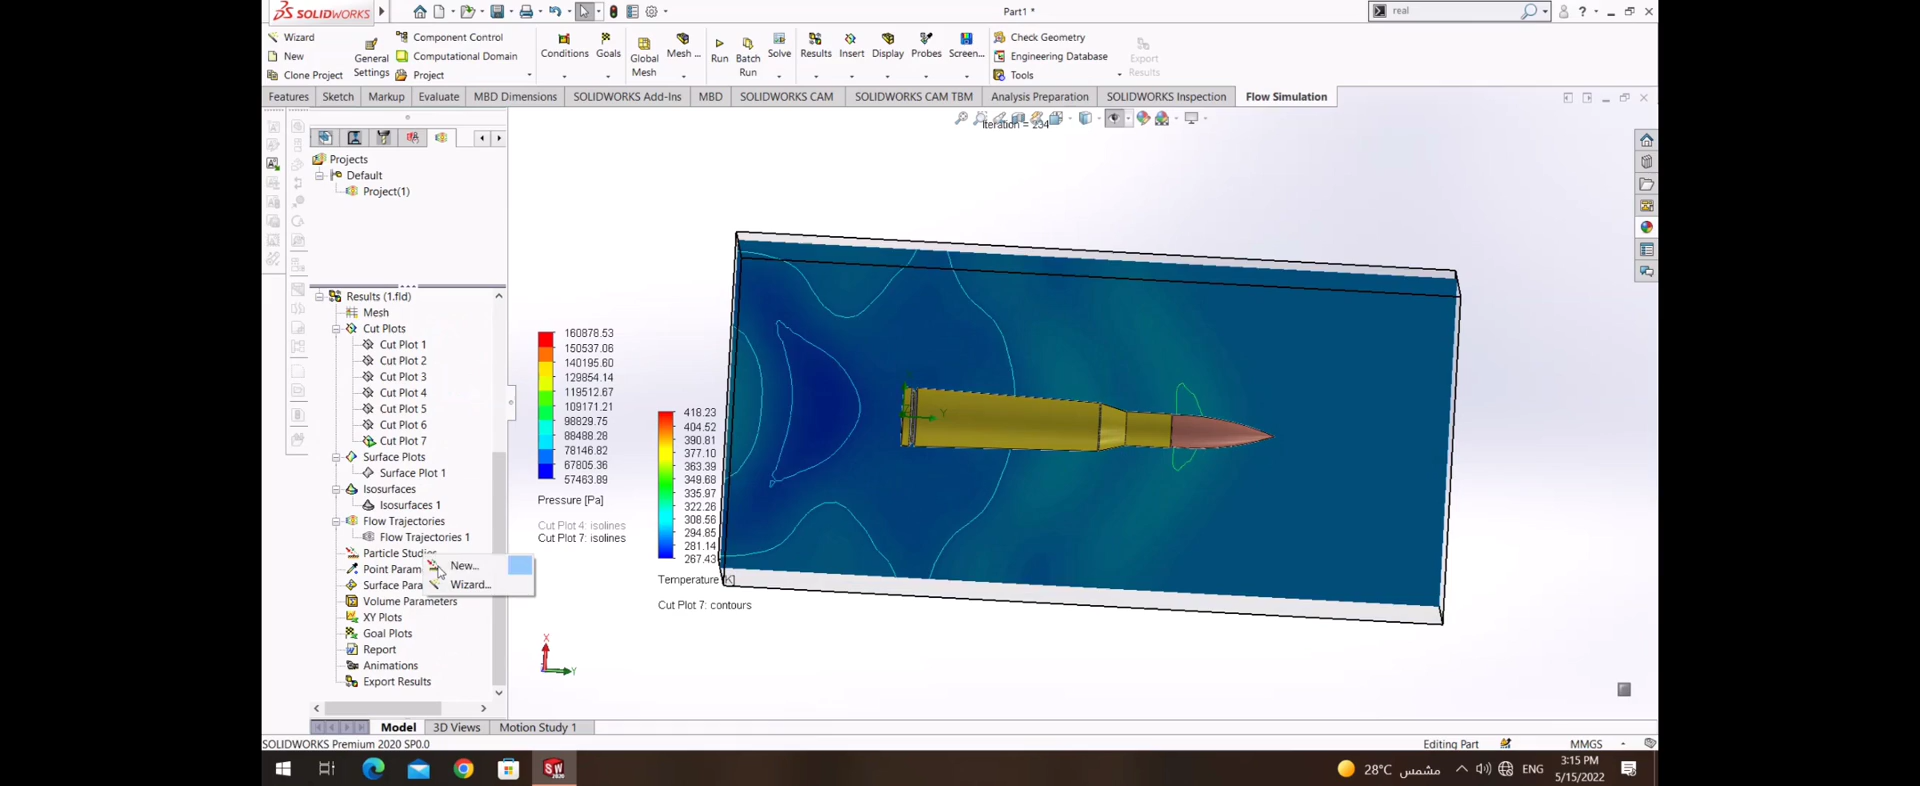 SOLIDWORKS
Part1 *
real
Wizard
New
Clone Project
General
Settings
Component Control
Computational Domain
Project
Conditions
Goals
Global
Mesh
Mesh ...
Run
Batch
Run
Solve
Results
Insert
Display
Probes
Screen...
Check Geometry
Engineering Database
Tools
Export
Results
Features
Sketch
Markup
Evaluate
MBD Dimensions
SOLIDWORKS Add-Ins
MBD
SOLIDWORKS CAM
SOLIDWORKS CAM TBM
Analysis Preparation
SOLIDWORKS Inspection
Flow Simulation
Iteration = 234
Projects
Default
Project(1)
Results (1.fld)
Mesh
Cut Plots
Cut Plot 1
Cut Plot 2
Cut Plot 3
Cut Plot 4
Cut Plot 5
Cut Plot 6
Cut Plot 7
Surface Plots
Surface Plot 1
Isosurfaces
Isosurfaces 1
Flow Trajectories
Flow Trajectories 1
Particle Studies
Point Param
Surface Para
Volume Parameters
XY Plots
Goal Plots
Report
Animations
Export Results
New...
Wizard...
160878.53
150537.06
140195.60
129854.14
119512.67
109171.21
98829.75
88488.28
78146.82
67805.36
57463.89
Pressure [Pa]
Cut Plot 4: isolines
Cut Plot 7: isolines
418.23
404.52
390.81
377.10
363.39
349.68
335.97
322.26
308.56
294.85
281.14
267.43
Temperature [K]
Cut Plot 7: contours
Y
X
Y
Model
3D Views
Motion Study 1
SOLIDWORKS Premium 2020 SP0.0
Editing Part
MMGS
SW
2020
28°C مشمس
ENG
3:15 PM
5/15/2022